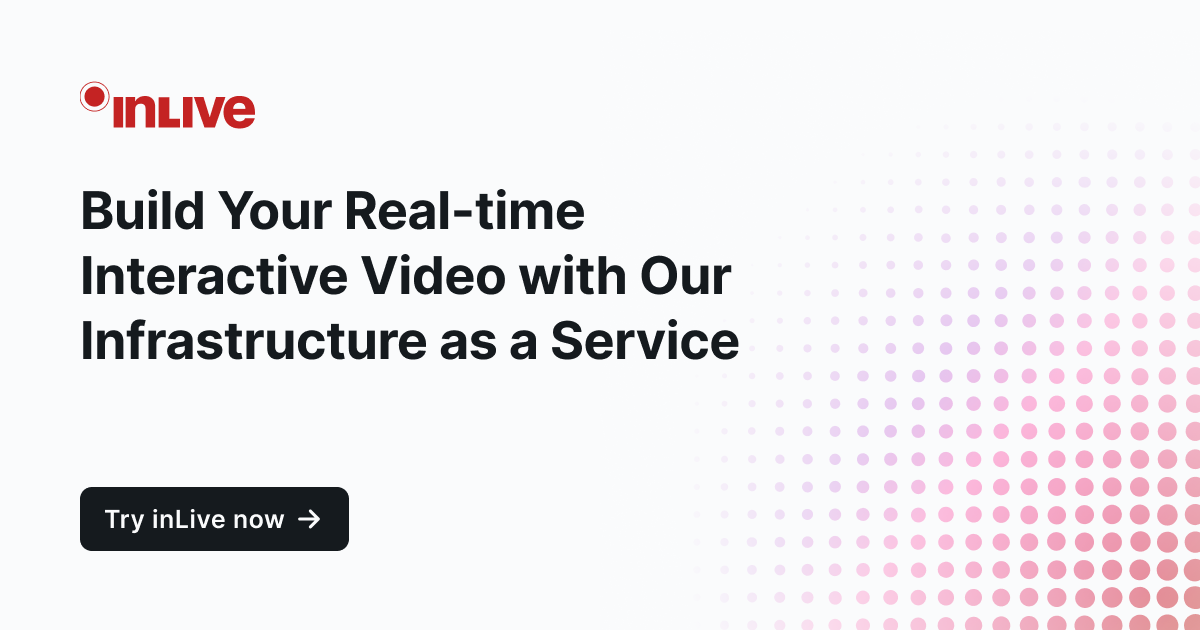 inLive
Build Your Real-time
Interactive Video with Our
Infrastructure as a Service
Try inLive now →